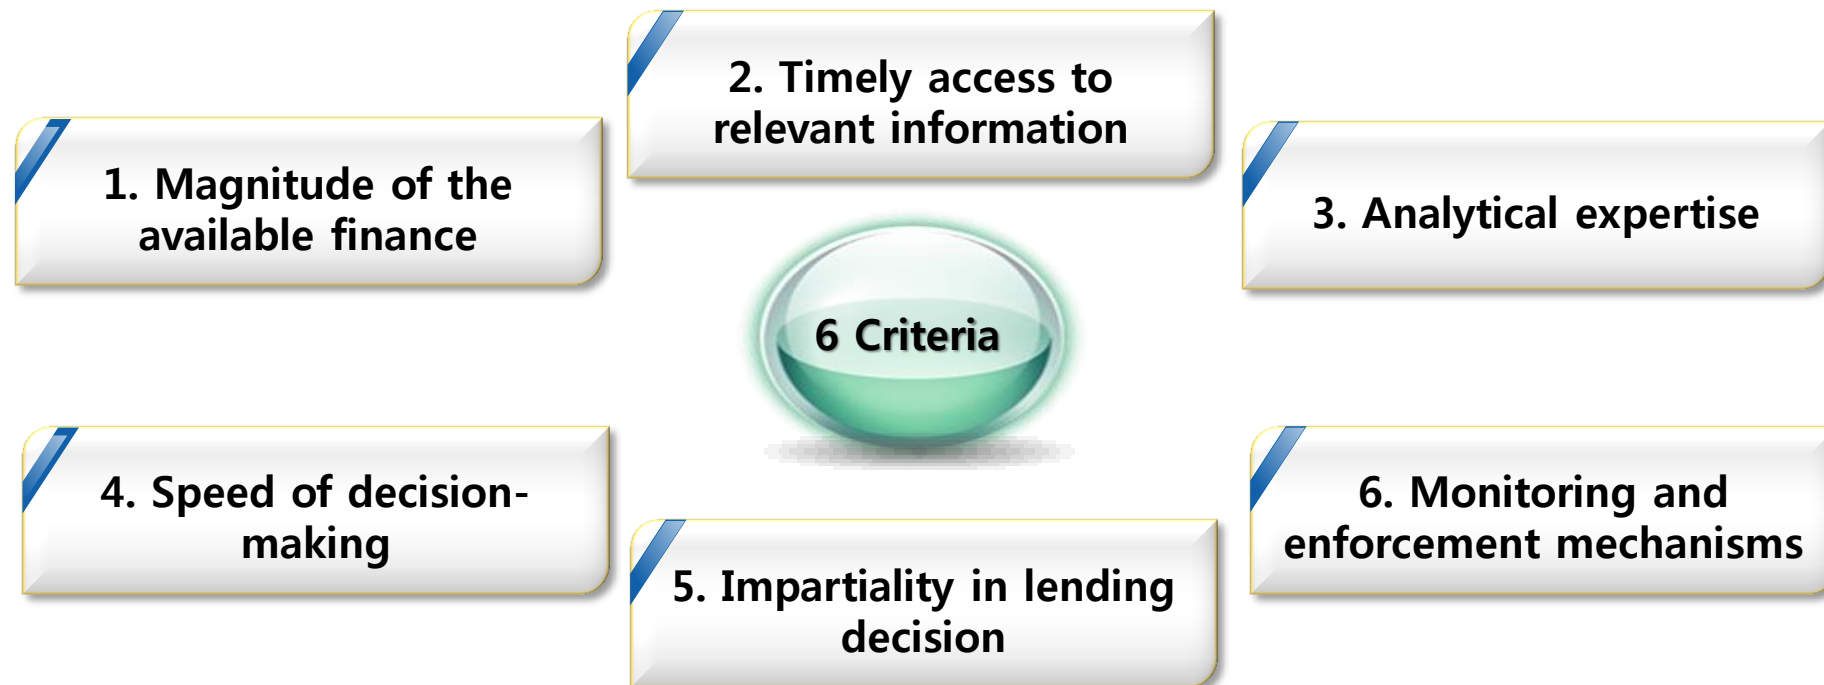 1. Magnitude of the
available finance
2. Timely access to
relevant information
3. Analytical expertise
6 Criteria
4. Speed of decision-
making
5. Impartiality in lending
decision
6. Monitoring and
enforcement mechanisms